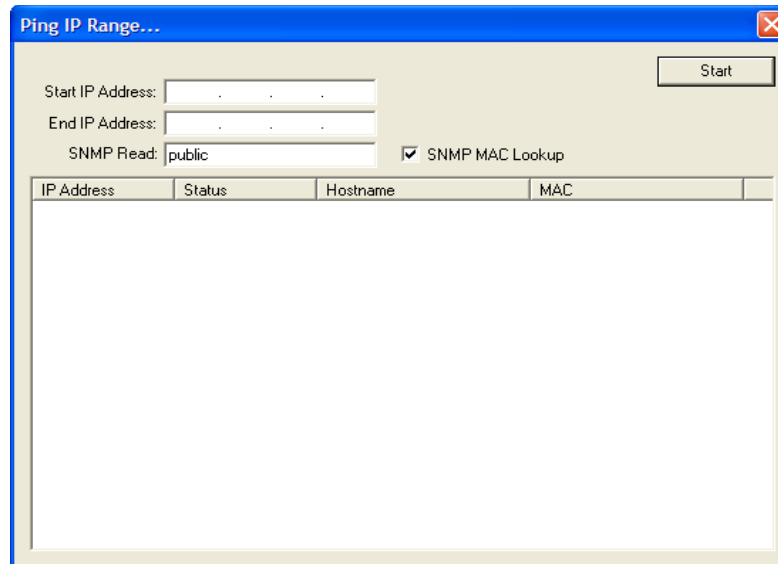 Ping IP Range...
Start
Start IP Address: . . .
End IP Address: . . .
SNMP Read: public
SNMP MAC Lookup
IP Address Status Hostname MAC